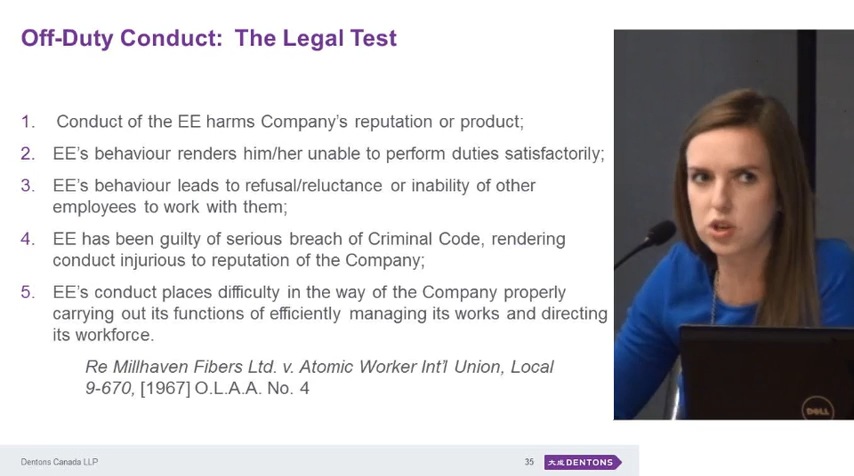 Off-Duty Conduct: The Legal Test
1. Conduct of the EE harms Company's reputation or product;
2. EE's behaviour renders him/her unable to perform duties satisfactorily;
3. EE's behaviour leads to refusal/reluctance or inability of other
employees to work with them;
4. EE has been guilty of serious breach of Criminal Code, rendering
conduct injurious to reputation of the Company;
5. EE's conduct places difficulty in the way of the Company properly
carrying out its functions of efficiently managing its works and directing
its workforce.
Re Millhaven Fibers Ltd. v. Atomic Worker Int'l Union, Local
9-670, [1967] O.L.A.A. No. 4
DELL
Dentons Canada LLP
35
大成 DENTONS